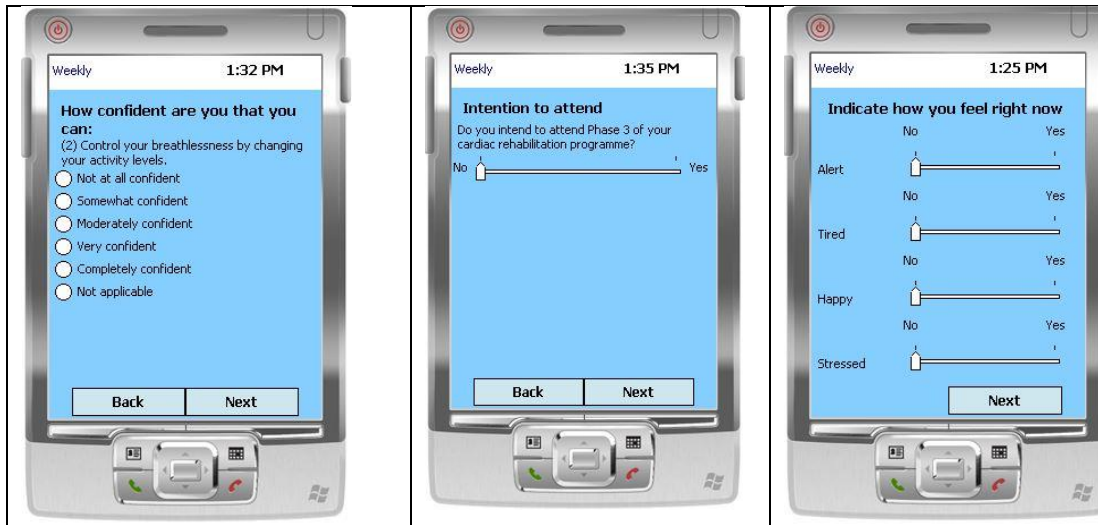 Weekly 1:32 PM
How confident are you that you
can:
(2) Control your breathlessness by changing
your activity levels.
Not at all confident
Somewhat confident
Moderately confident
Very confident
Completely confident
Not applicable
Back Next
Weekly 1:35 PM
Intention to attend
Do you intend to attend Phase 3 of your
cardiac rehabilitation programme?
No Yes
Back Next
Weekly 1:25 PM
Indicate how you feel right now
No Yes
Alert
No Yes
Tired
No Yes
Happy
No Yes
Stressed
Next